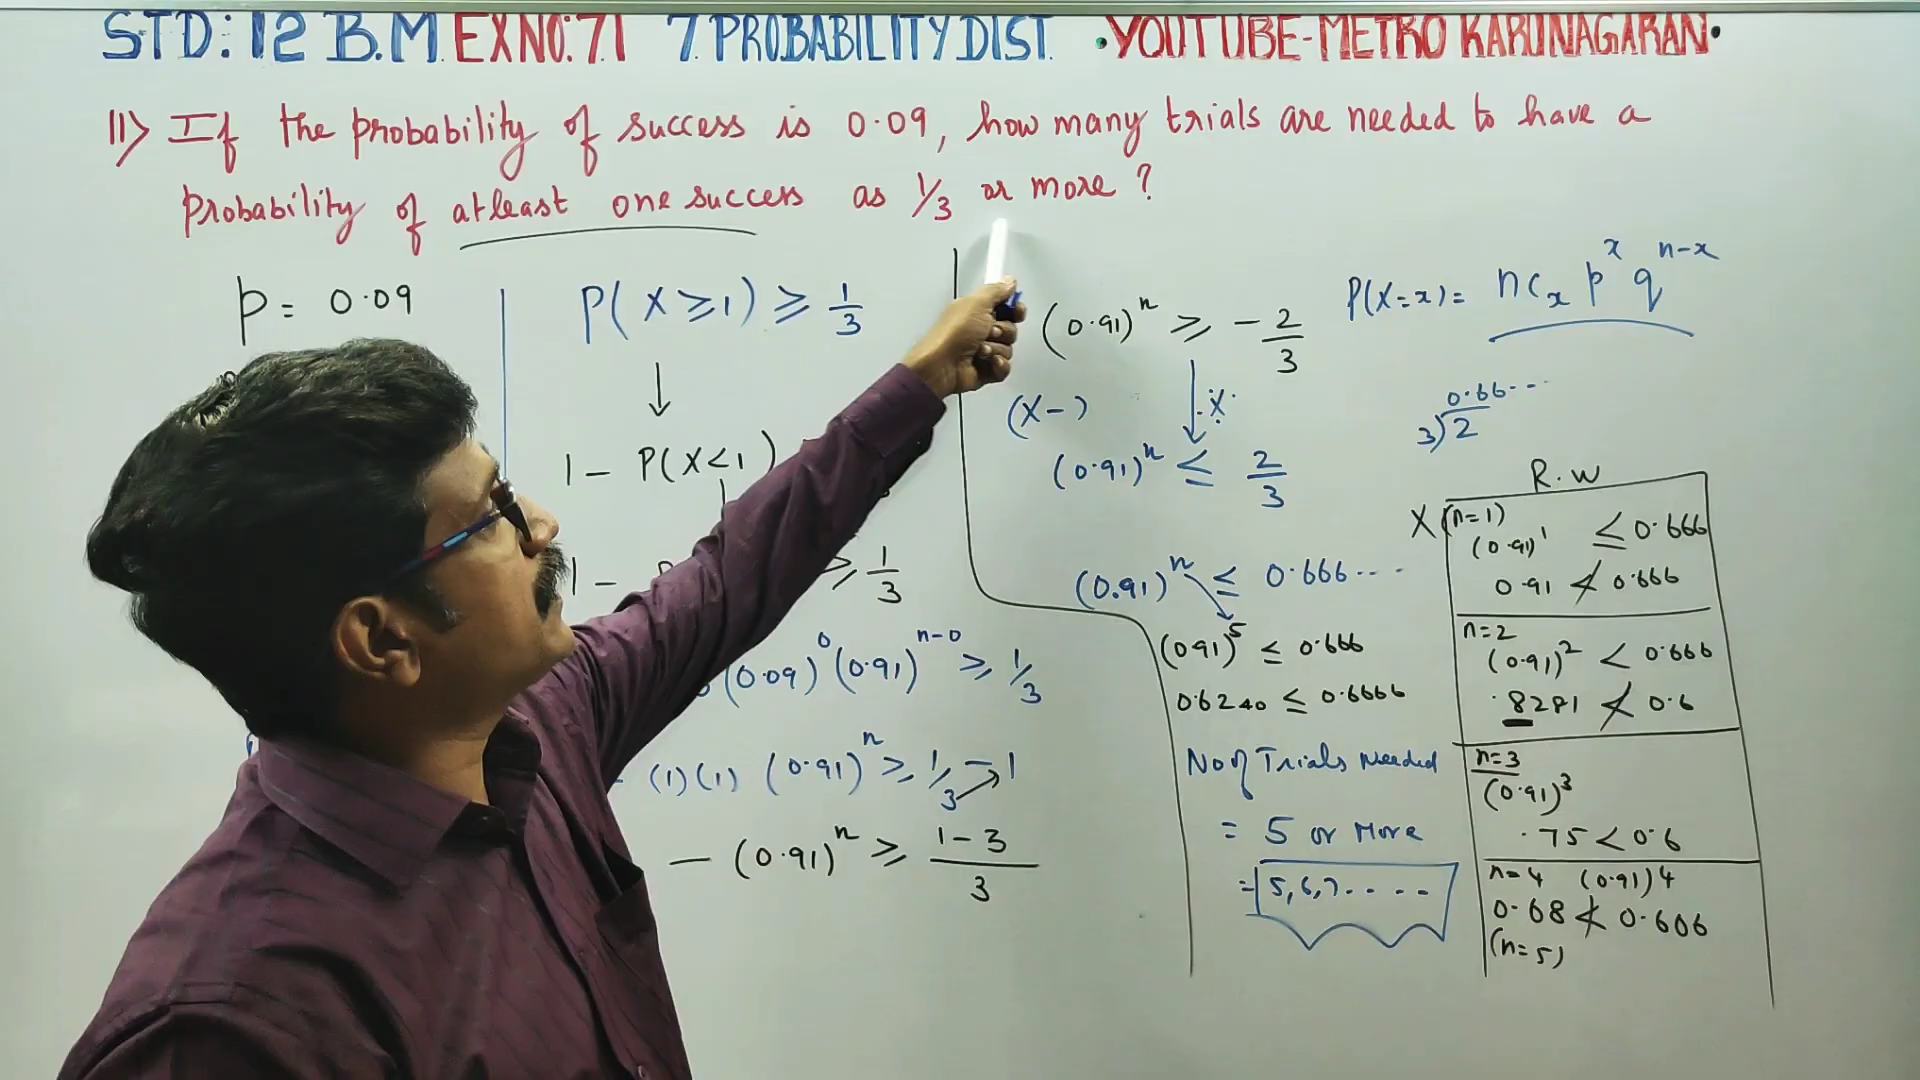 STD: 12 B.M. EX NO: 7.1 7. PROBABILITY DIST. •YOUTUBE-METRO KARUNAGARAN•
11) If the probability of success is 0.09, how many trials are needed to have a
probability of atleast one success as 1/3 or more?
p = 0.09
P(X ≥ 1) ≥ 1/3
↓
1 - P(X < 1)
1 - ≥ 1/3
(0.09)^0 (0.91)^n-0 ≥ 1/3
(1)(1) (0.91)^n ≥ 1/3 - 1
- (0.91)^n ≥ 1-3/3
(0.91)^n ≥ - 2/3
(X-)
(0.91)^n ≤ 2/3
(0.91)^n ≤ 0.666...
(0.91)^5 ≤ 0.666
0.6240 ≤ 0.6666
No of Trials Needed
= 5 or More
= 5,6,7.....
P(X=x) = nCx p^x q^n-x
0.66...
3)2
R.W
X (n=1)
(0.91)^1 ≤ 0.666
0.91 ≮ 0.666
n=2
(0.91)^2 < 0.666
.8281 ≮ 0.6
n=3
(0.91)^3
.75 < 0.6
n=4 (0.91)^4
0.68 ≮ 0.606
(n=5)